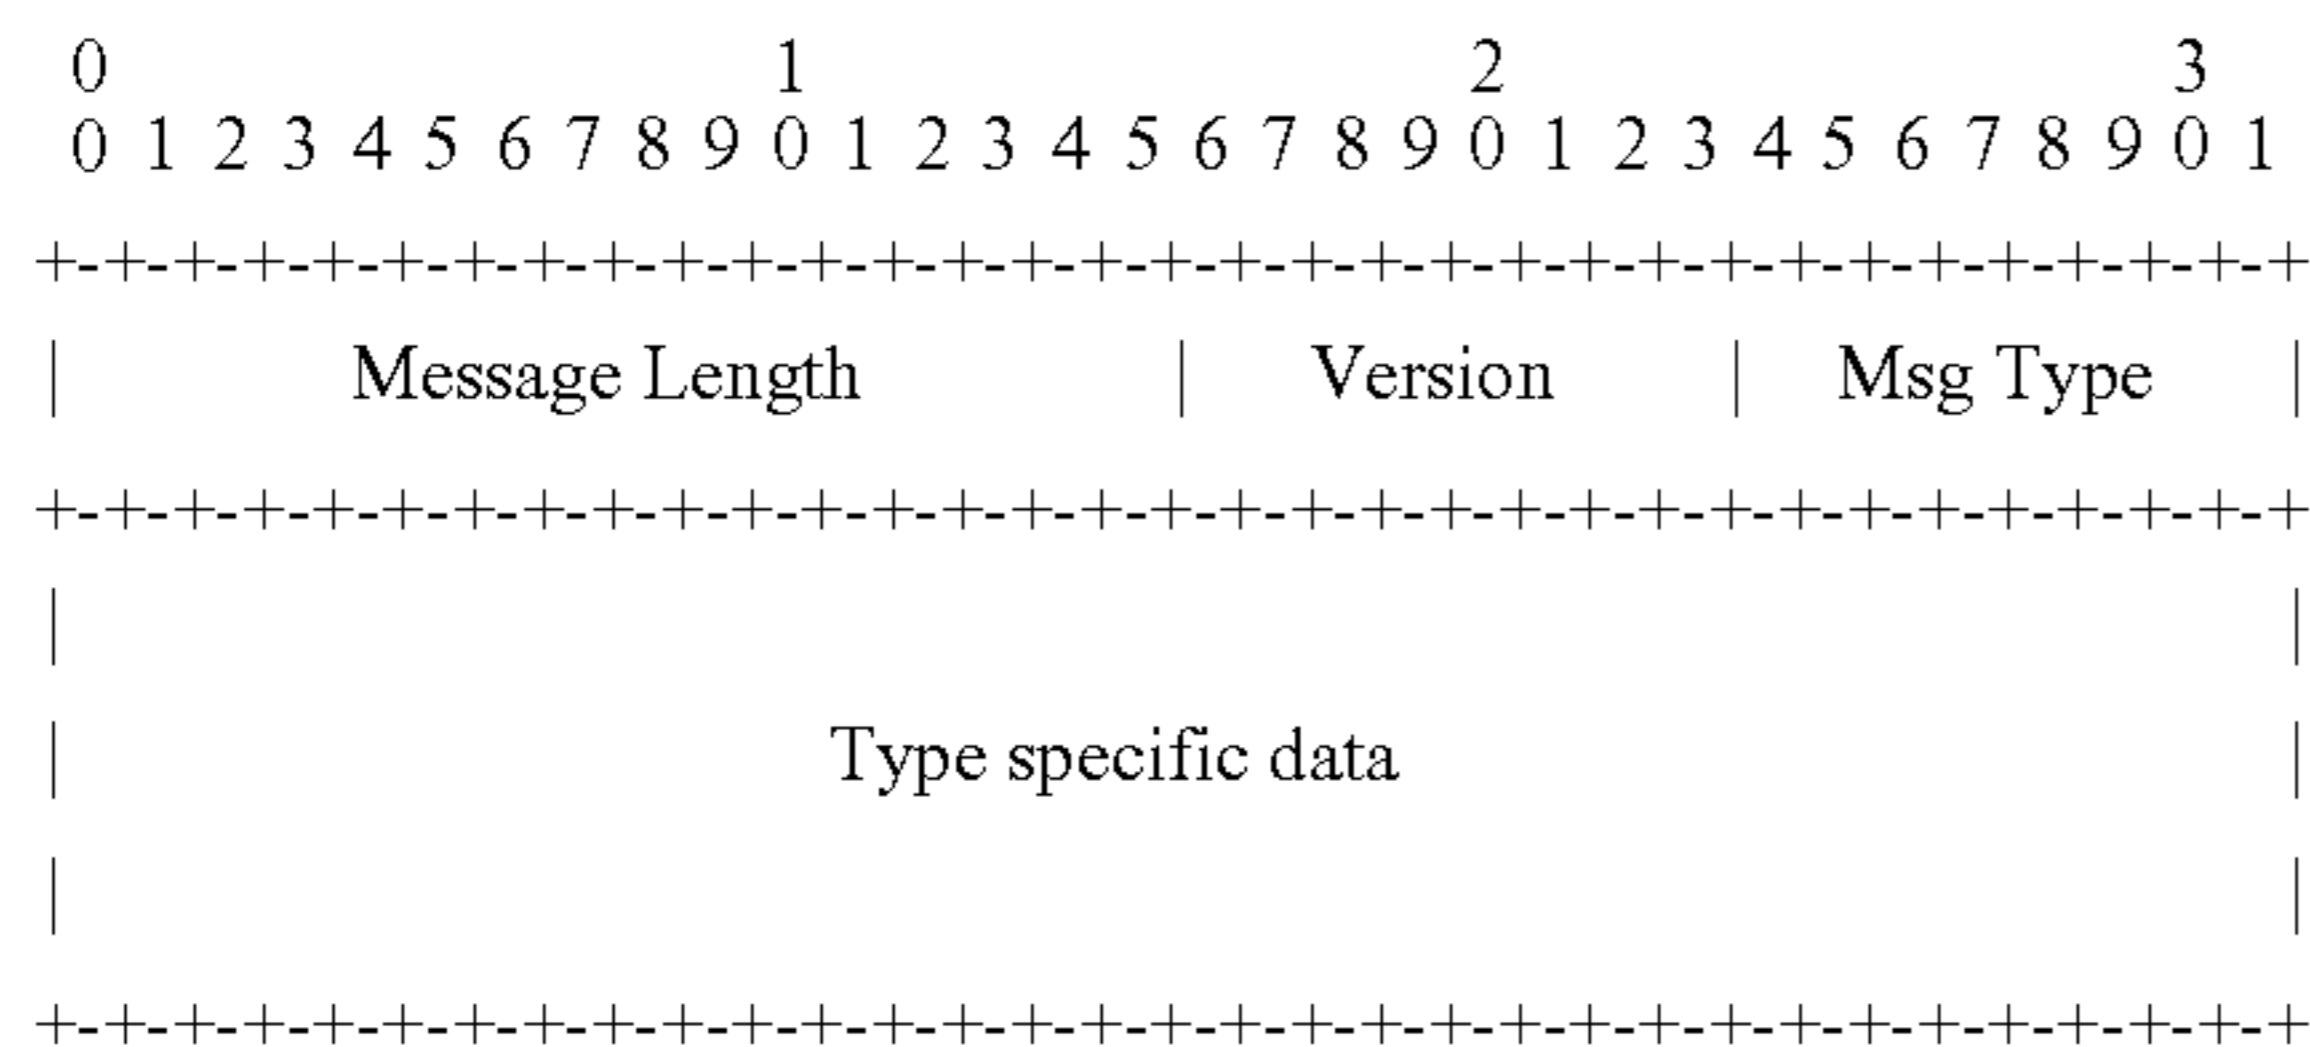 0 1 2 3
0 1 2 3 4 5 6 7 8 9 0 1 2 3 4 5 6 7 8 9 0 1 2 3 4 5 6 7 8 9 0 1
+-+-+-+-+-+-+-+-+-+-+-+-+-+-+-+-+-+-+-+-+-+-+-+-+-+-+-+-+-+-+-+-+
| Message Length | Version | Msg Type |
+-+-+-+-+-+-+-+-+-+-+-+-+-+-+-+-+-+-+-+-+-+-+-+-+-+-+-+-+-+-+-+-+
| |
| Type specific data |
| |
+-+-+-+-+-+-+-+-+-+-+-+-+-+-+-+-+-+-+-+-+-+-+-+-+-+-+-+-+-+-+-+-+